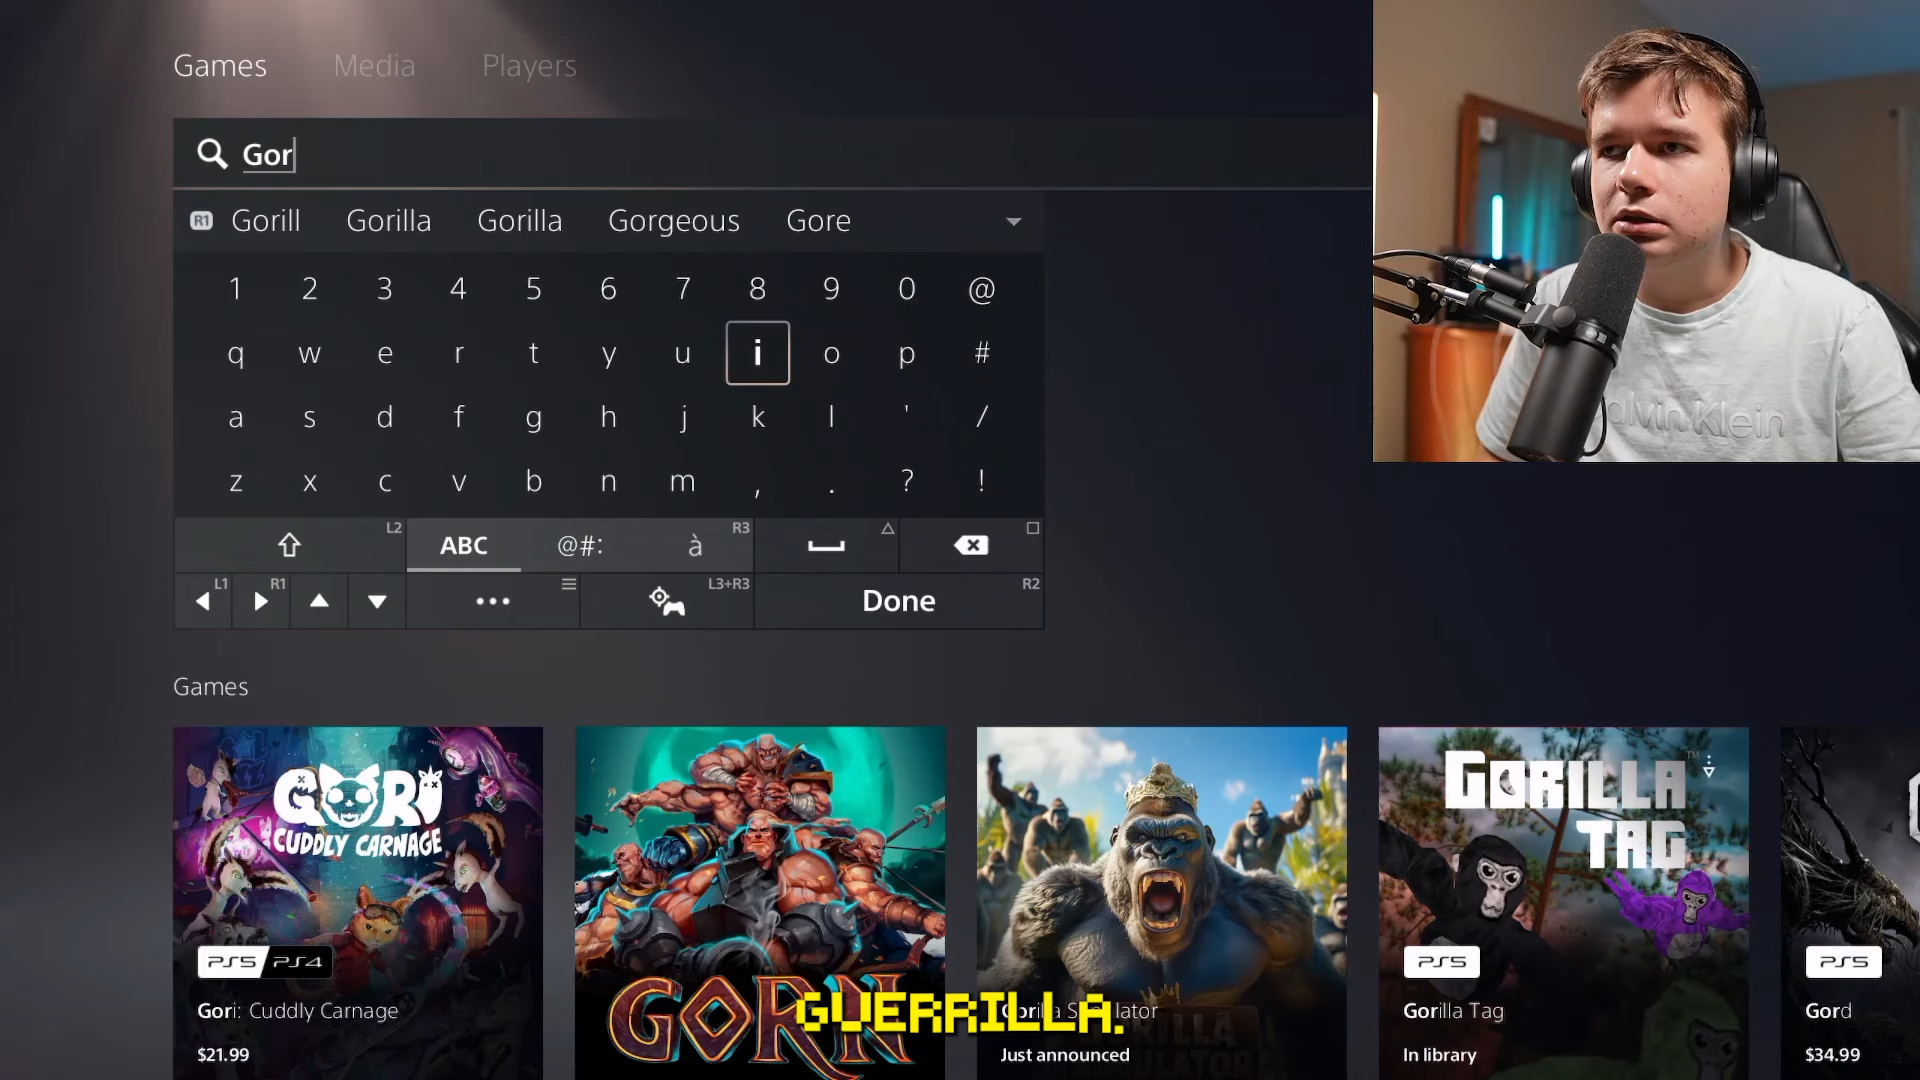 Games Media Players
Gor
R1 Gorill Gorilla Gorilla Gorgeous Gore
1 2 3 4 5 6 7 8 9 0 @
q w e r t y u i o p #
a s d f g h j k l ' /
z x c v b n m , . ? !
L2 ABC @#: à R3
L1 R1 ••• L3+R3 Done R2
Calvin Klein
Games
GORI
CUDDLY CARNAGE
PS5 PS4
Gori: Cuddly Carnage
$21.99
GORN
Just announced
GORILLA
TAG
TM
PS5
Gorilla Tag
In library
PS5
Gord
$34.99
GUERRILLA.